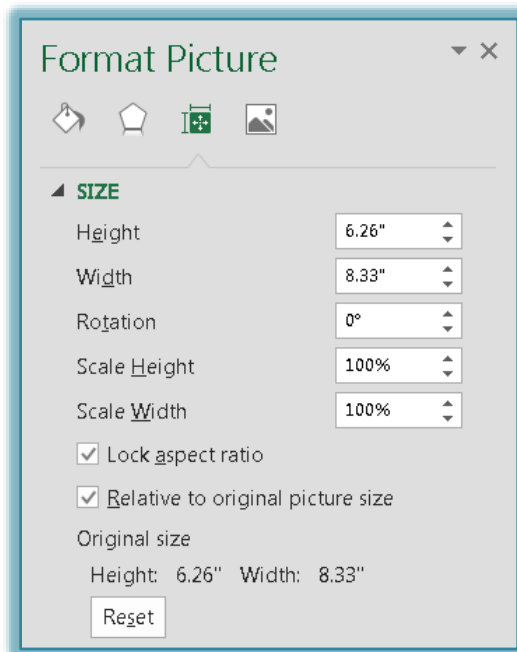 Format Picture
SIZE
Height 6.26"
Width 8.33"
Rotation 0°
Scale Height 100%
Scale Width 100%
Lock aspect ratio
Relative to original picture size
Original size
Height: 6.26" Width: 8.33"
Reset